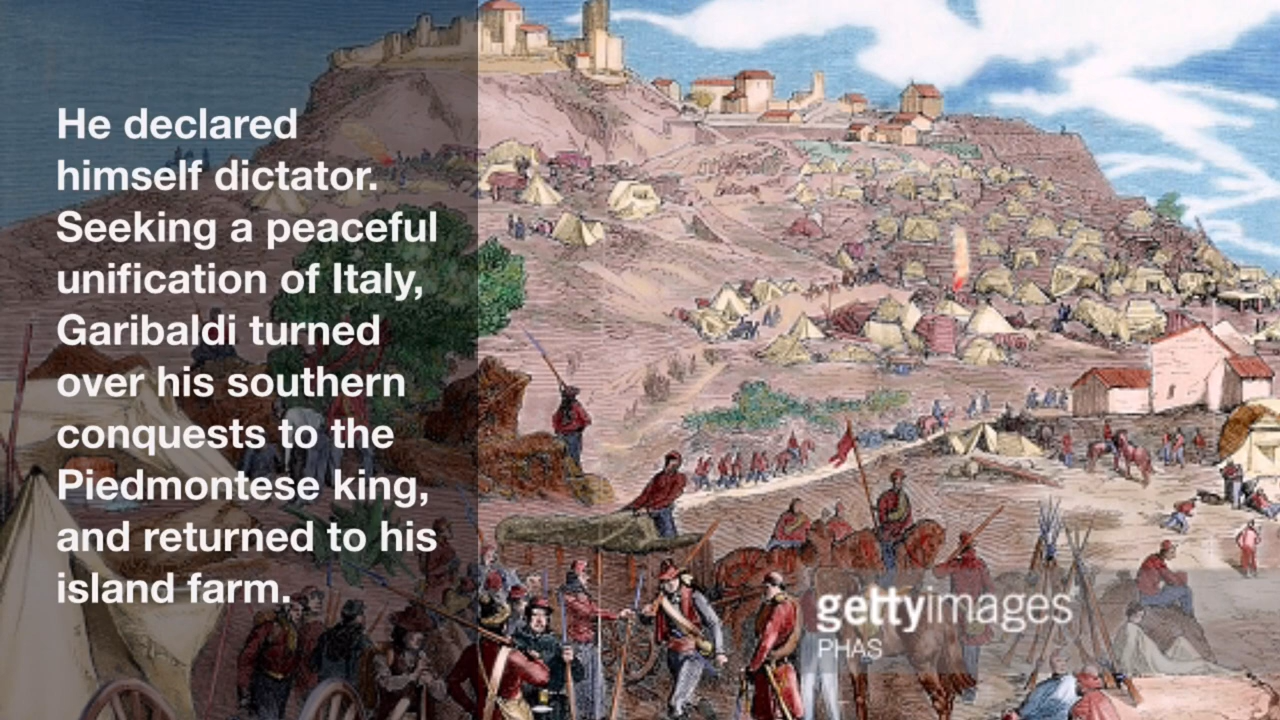 He declared
himself dictator.
Seeking a peaceful
unification of Italy,
Garibaldi turned
over his southern
conquests to the
Piedmontese king,
and returned to his
island farm.
gettyimages
PHAS